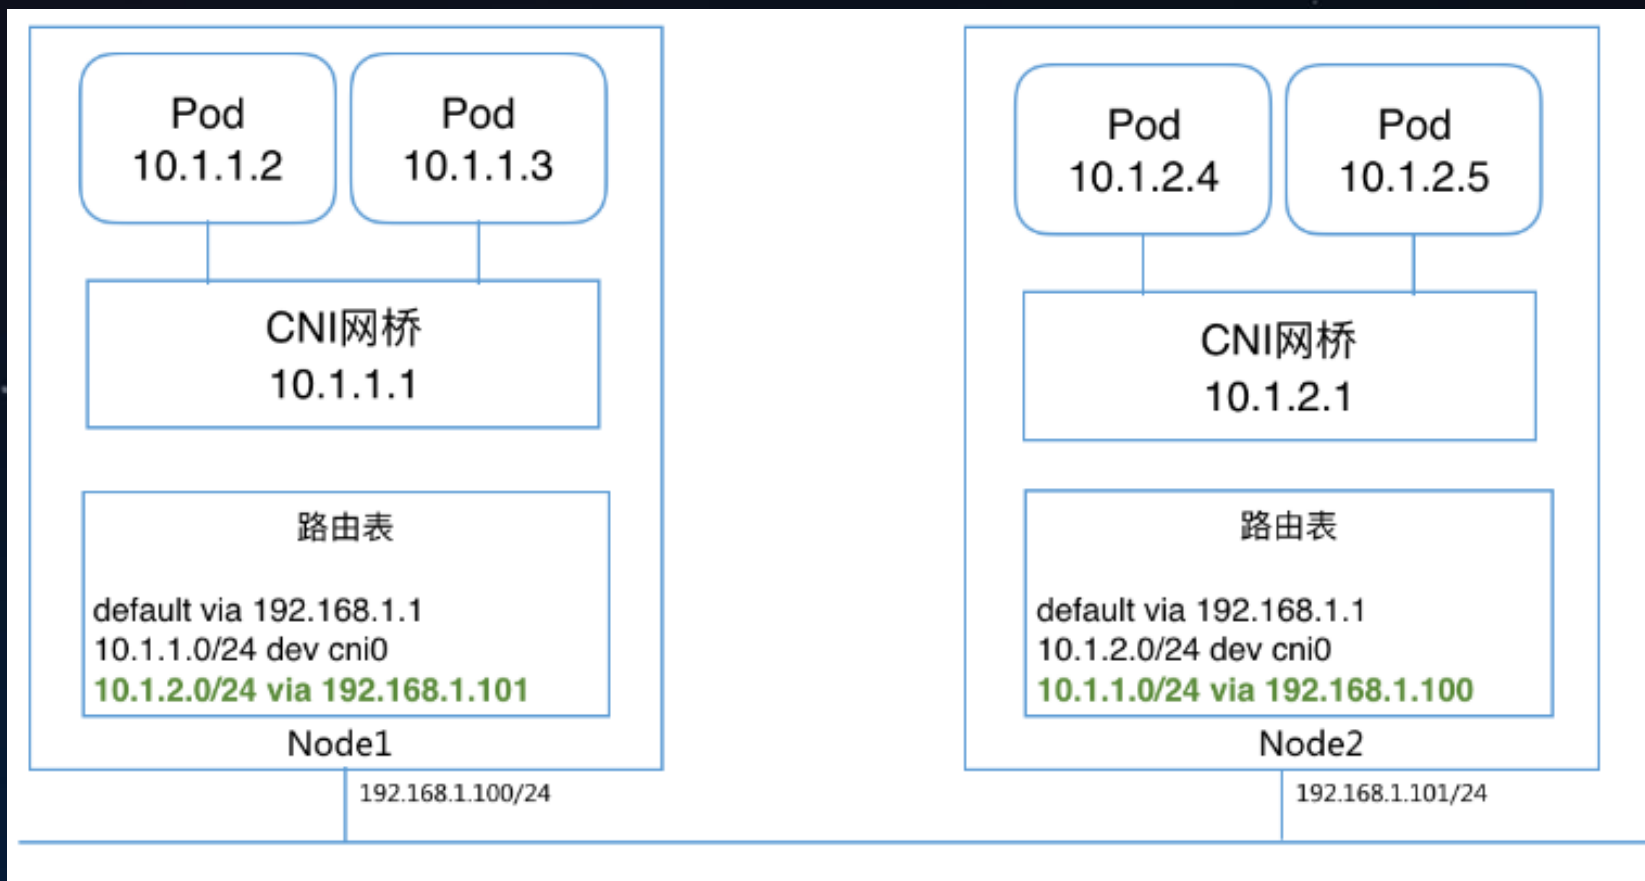 Pod
10.1.1.2
Pod
10.1.1.3
CNI网桥
10.1.1.1
路由表
default via 192.168.1.1
10.1.1.0/24 dev cni0
10.1.2.0/24 via 192.168.1.101
Node1
192.168.1.100/24
Pod
10.1.2.4
Pod
10.1.2.5
CNI网桥
10.1.2.1
路由表
default via 192.168.1.1
10.1.2.0/24 dev cni0
10.1.1.0/24 via 192.168.1.100
Node2
192.168.1.101/24